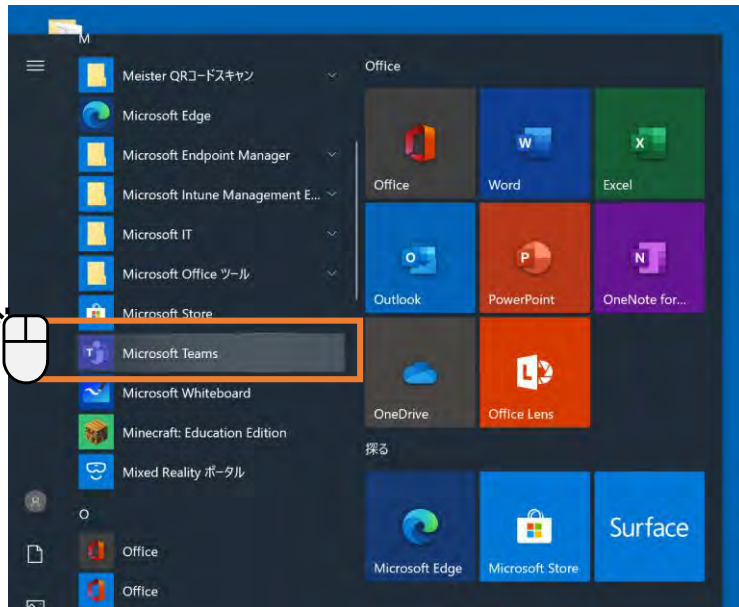 M
Meister QRコードスキャン
Microsoft Edge
Microsoft Endpoint Manager
Microsoft Intune Management E...
Microsoft IT
Microsoft Office ツール
Microsoft Store
Microsoft Teams
Microsoft Whiteboard
Minecraft: Education Edition
Mixed Reality ポータル
O
Office
Office
Office
Office
W
Word
X
Excel
O
Outlook
P
PowerPoint
N
OneNote for...
OneDrive
L
Office Lens
探る
Microsoft Edge
Microsoft Store
Surface